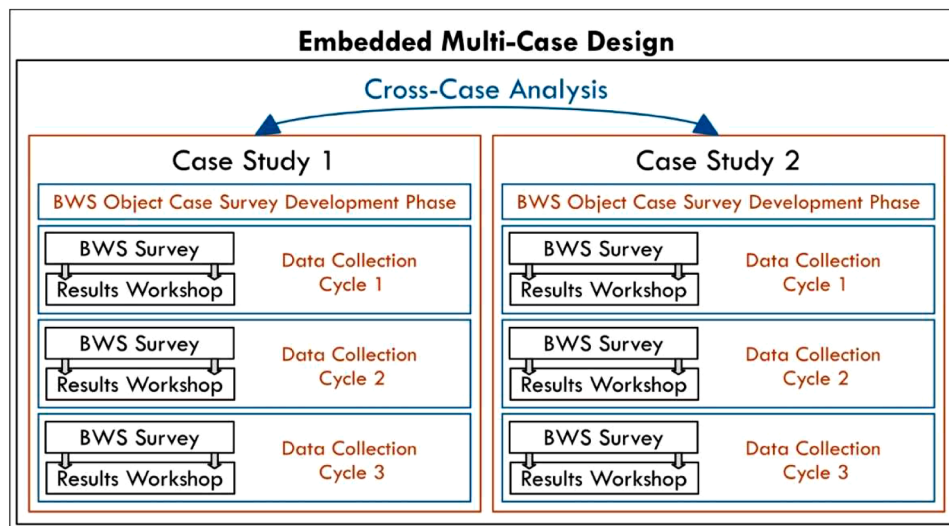 Embedded Multi-Case Design
Cross-Case Analysis
Case Study 1
BWS Object Case Survey Development Phase
BWS Survey
Results Workshop
Data Collection
Cycle 1
BWS Survey
Results Workshop
Data Collection
Cycle 2
BWS Survey
Results Workshop
Data Collection
Cycle 3
Case Study 2
BWS Object Case Survey Development Phase
BWS Survey
Results Workshop
Data Collection
Cycle 1
BWS Survey
Results Workshop
Data Collection
Cycle 2
BWS Survey
Results Workshop
Data Collection
Cycle 3